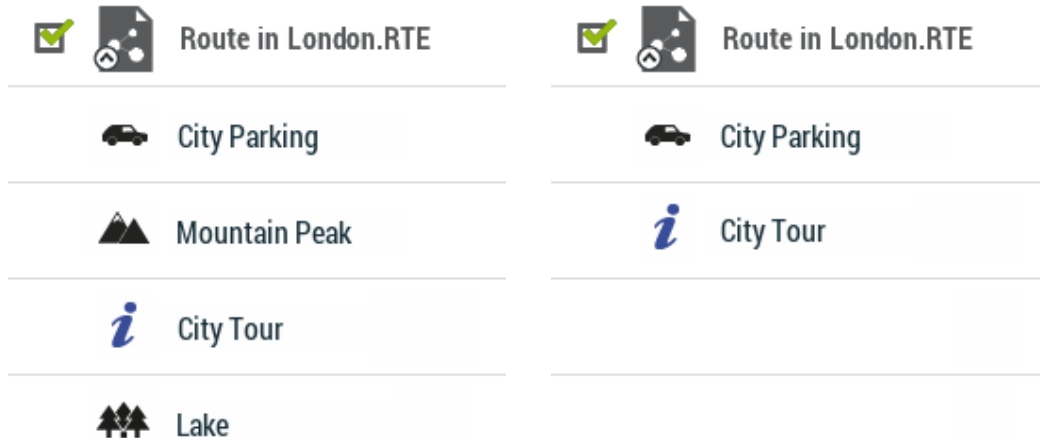 Route in London.RTE
City Parking
Mountain Peak
City Tour
Lake
Route in London.RTE
City Parking
City Tour